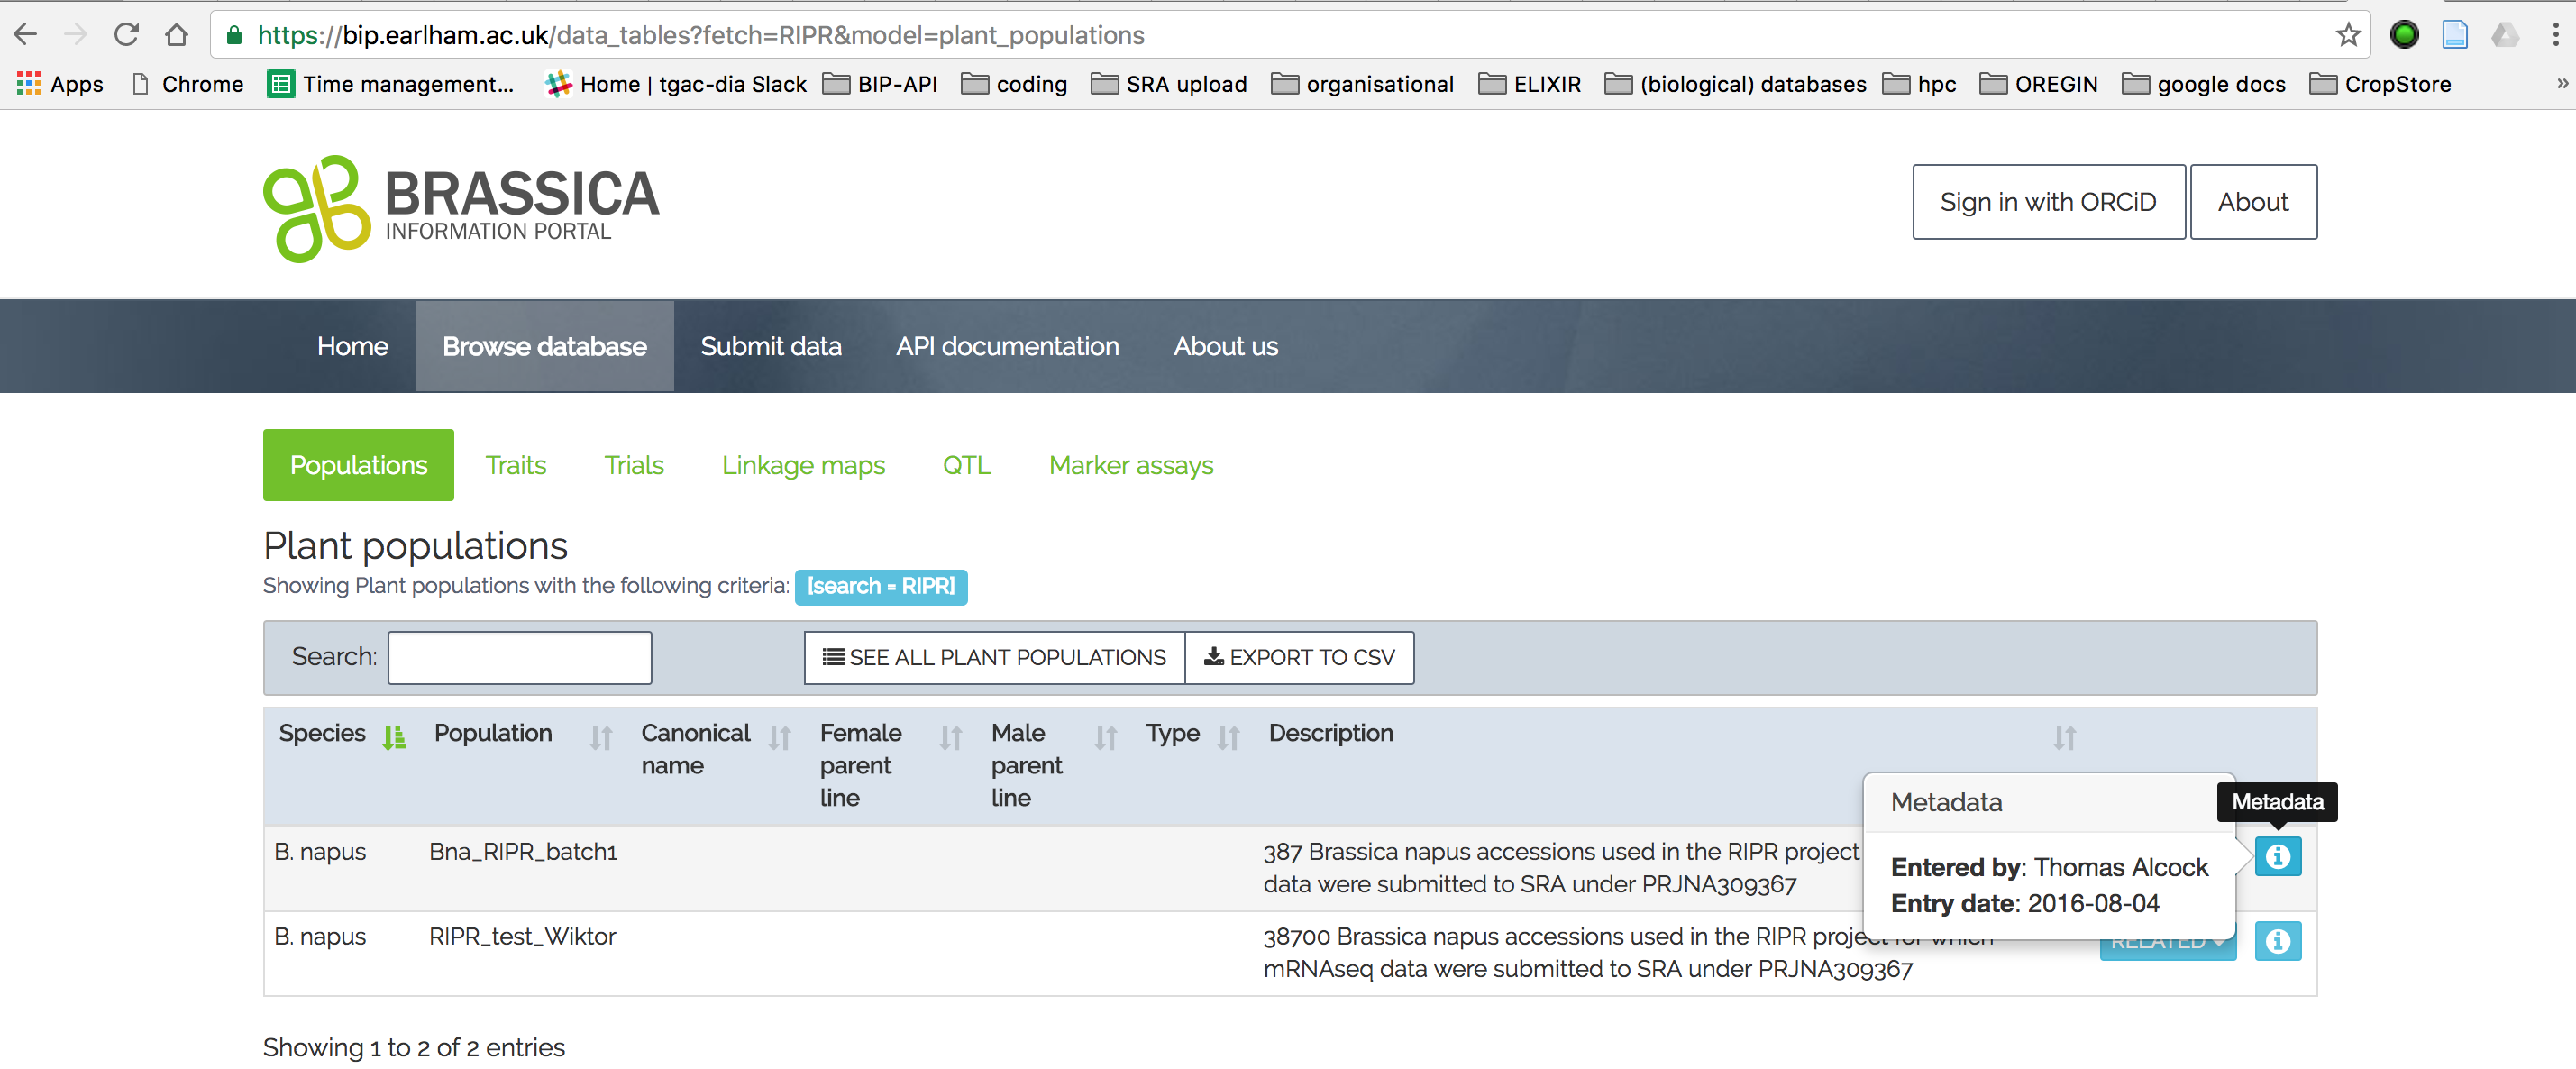 https://bip.earlham.ac.uk/data_tables?fetch=RIPR&model=plant_populations
Apps Chrome Time management... Home | tgac-dia Slack BIP-API coding SRA upload organisational ELIXIR (biological) databases hpc OREGIN google docs CropStore »
BRASSICA
INFORMATION PORTAL
Sign in with ORCiD About
Home Browse database Submit data API documentation About us
Populations Traits Trials Linkage maps QTL Marker assays
Plant populations
Showing Plant populations with the following criteria: [search = RIPR]
Search: SEE ALL PLANT POPULATIONS EXPORT TO CSV
Species Population Canonical Female Male Type Description
name parent parent
line line
Metadata Metadata
B. napus Bna_RIPR_batch1 387 Brassica napus accessions used in the RIPR project
data were submitted to SRA under PRJNA309367
Entered by: Thomas Alcock
Entry date: 2016-08-04
B. napus RIPR_test_Wiktor 38700 Brassica napus accessions used in the RIPR project for which RELATED
mRNAseq data were submitted to SRA under PRJNA309367
Showing 1 to 2 of 2 entries